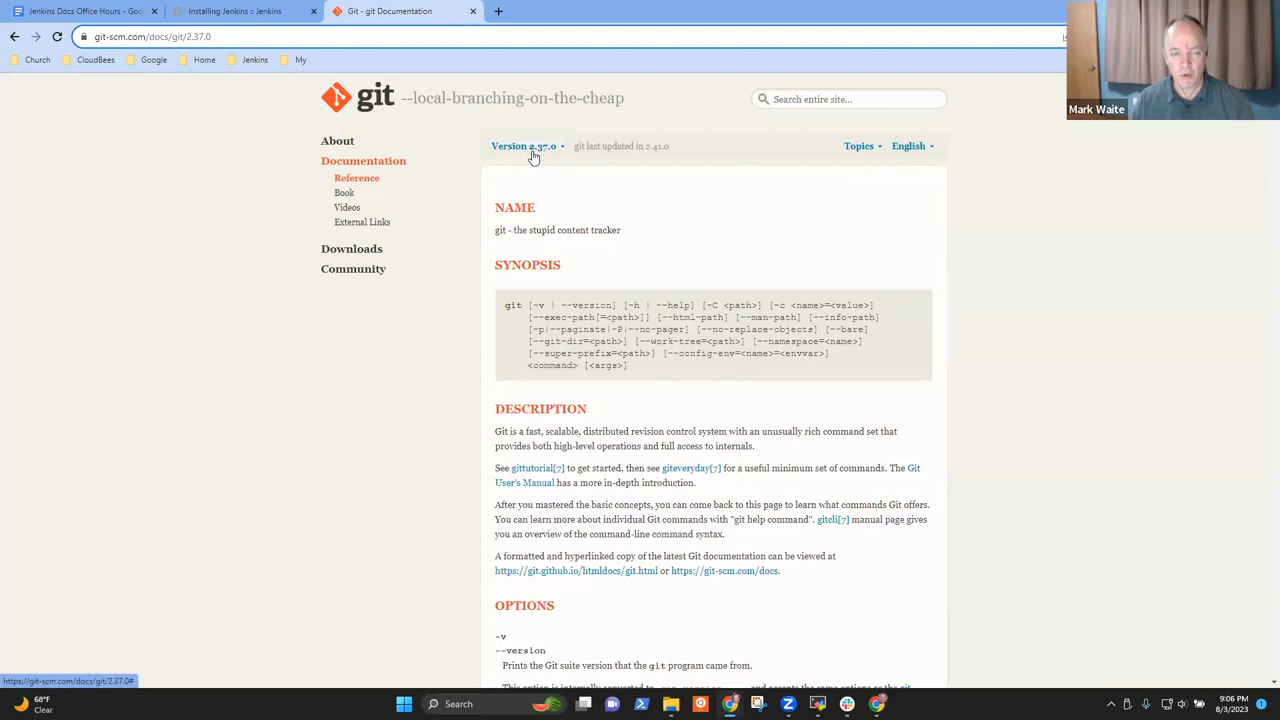 Jenkins Docs Office Hours - Goo
Installing Jenkins
git - git Documentation
git-scm.com/docs/git/2.37.0
Church
CloudBees
Google
Home
Jenkins
My
Mark Waite
git --local-branching-on-the-cheap
Search entire site...
About
Documentation
Reference
Book
Videos
External Links
Downloads
Community
Version 2.37.0 ▾ git last updated in 2.41.0
Topics ▾ English ▾
NAME
git - the stupid content tracker
SYNOPSIS
git [-v | --version] [-h | --help] [-C <path>] [-c <name>=<value>]
[--exec-path[=<path>]] [--html-path] [--man-path] [--info-path]
[-p|--paginate|-P|--no-pager] [--no-replace-objects] [--bare]
[--git-dir=<path>] [--work-tree=<path>] [--namespace=<name>]
[--super-prefix=<path>] [--config-env=<name>=<envvar>]
<command> [<args>]
DESCRIPTION
Git is a fast, scalable, distributed revision control system with an unusually rich command set that
provides both high-level operations and full access to internals.
See gittutorial[7] to get started, then see giteveryday[7] for a useful minimum set of commands. The Git
User's Manual has a more in-depth introduction.
After you mastered the basic concepts, you can come back to this page to learn what commands Git offers.
You can learn more about individual Git commands with "git help command". gitcli[7] manual page gives
you an overview of the command-line command syntax.
A formatted and hyperlinked copy of the latest Git documentation can be viewed at
https://git.github.io/htmldocs/git.html or https://git-scm.com/docs.
OPTIONS
-v
--version
Prints the Git suite version that the git program came from.
https://git-scm.com/docs/git/2.37.0#
68°F
Clear
Search
9:06 PM
8/3/2023